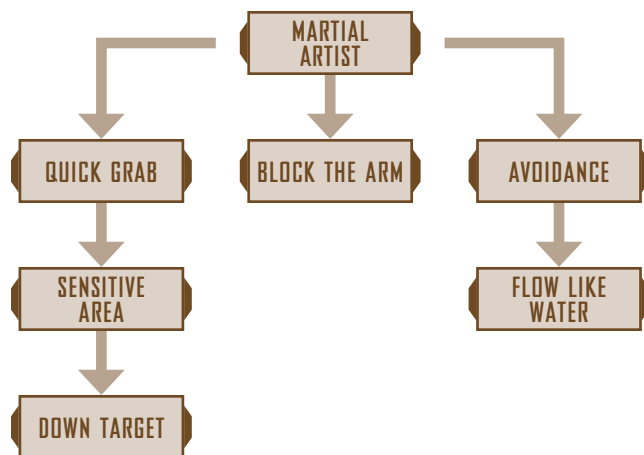 MARTIAL
ARTIST
QUICK GRAB
BLOCK THE ARM
AVOIDANCE
SENSITIVE
AREA
FLOW LIKE
WATER
DOWN TARGET